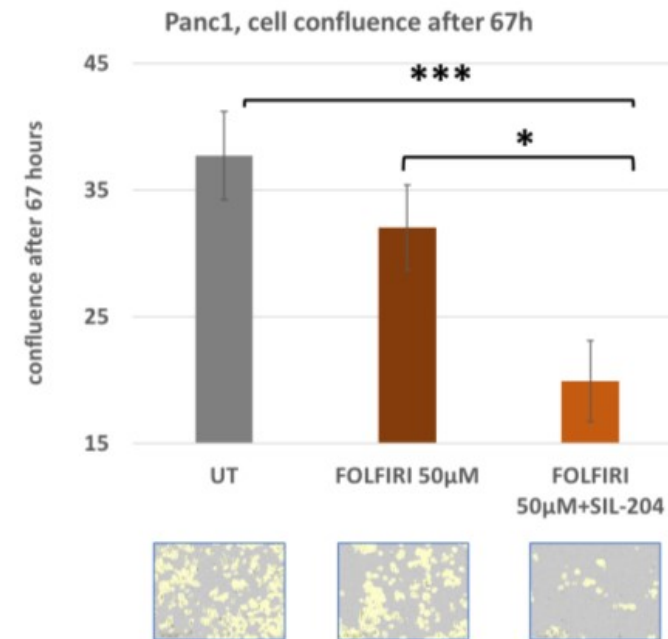 Panc1, cell confluence after 67h
confluence after 67 hours
45
35
25
15
***
*
UT
FOLFIRI 50µM
FOLFIRI
50µM+SIL-204